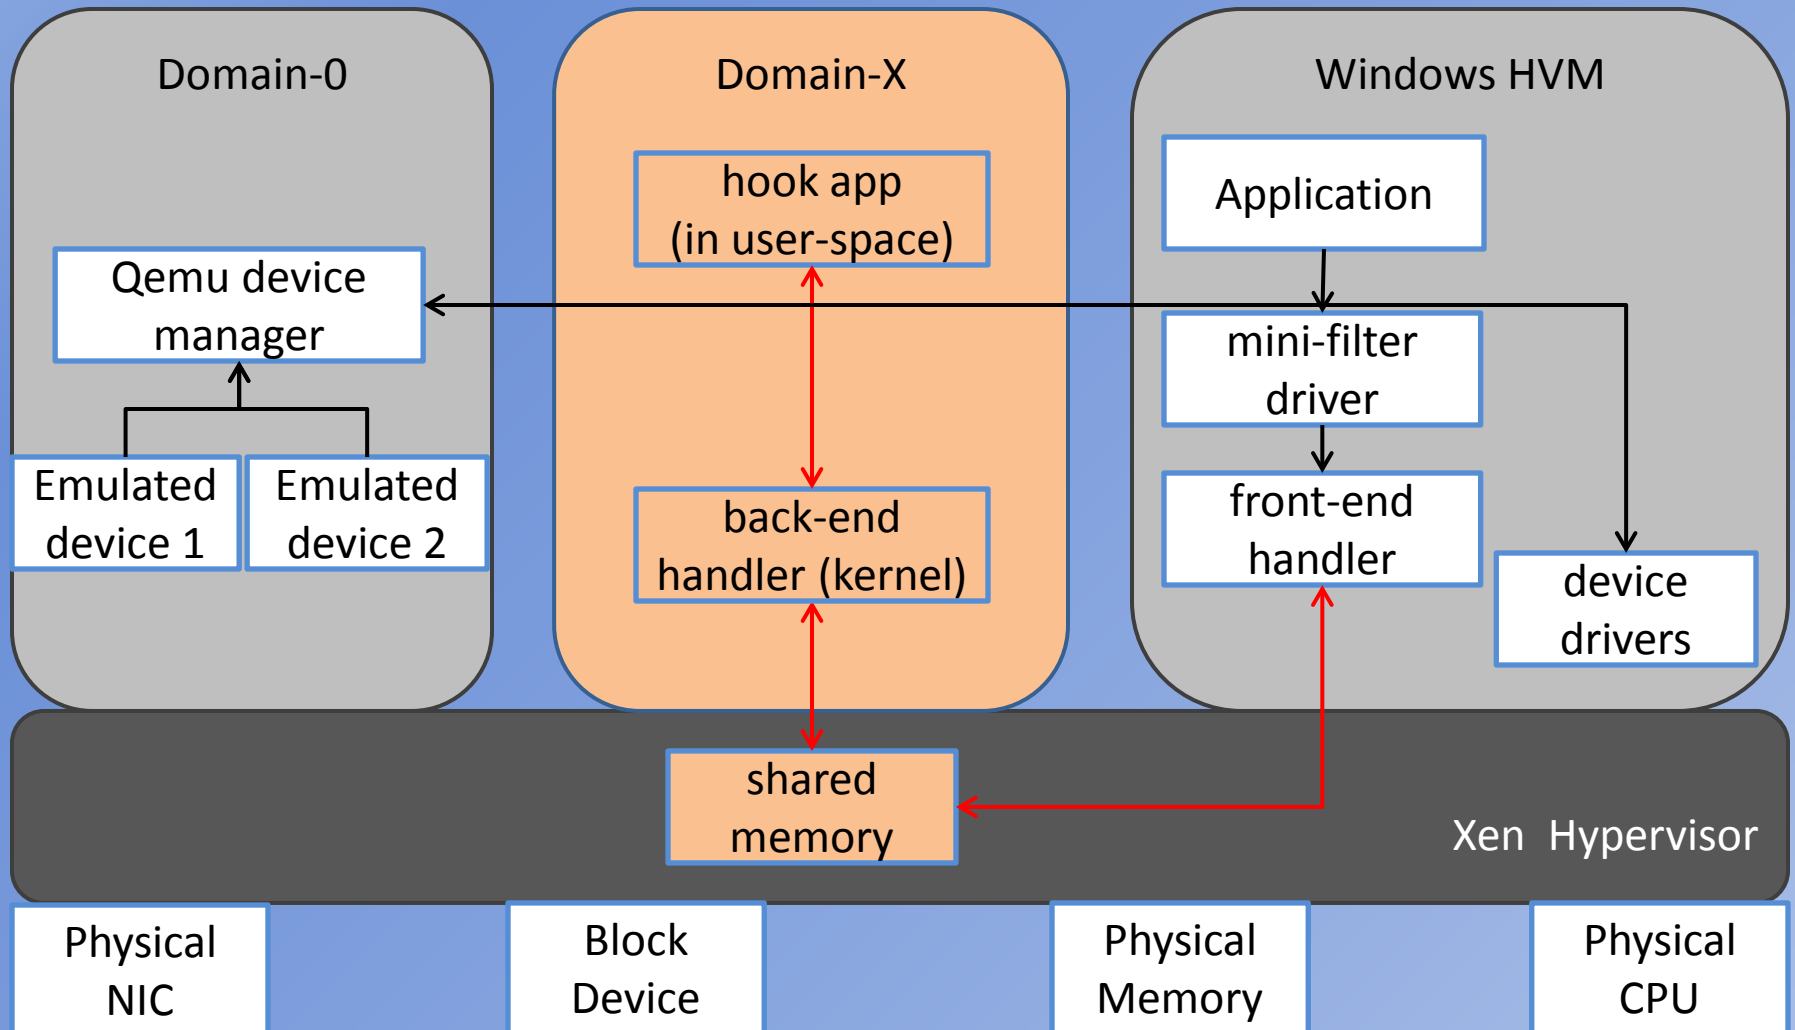 Domain-0
Domain-X
Windows HVM
hook app
(in user-space)
Application
Qemu device
manager
mini-filter
driver
Emulated
device 1
Emulated
device 2
back-end
handler (kernel)
front-end
handler
device
drivers
shared
memory
Xen  Hypervisor
Physical
NIC
Block
Device
Physical
Memory
Physical
CPU